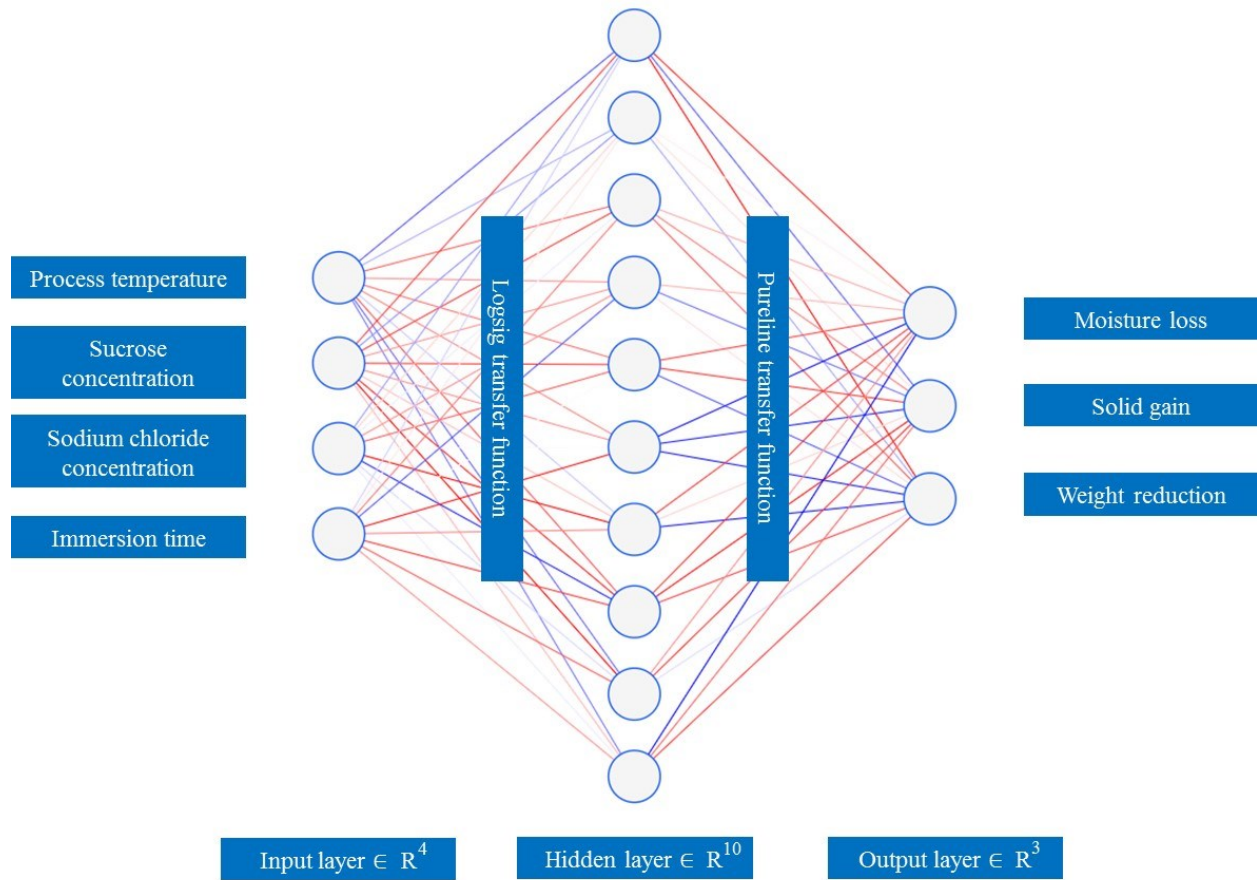 Process temperature
Sucrose
concentration
Sodium chloride
concentration
Immersion time
Logsig transfer function
Pureline transfer function
Moisture loss
Solid gain
Weight reduction
Input layer ∈ R⁴
Hidden layer ∈ R¹⁰
Output layer ∈ R³